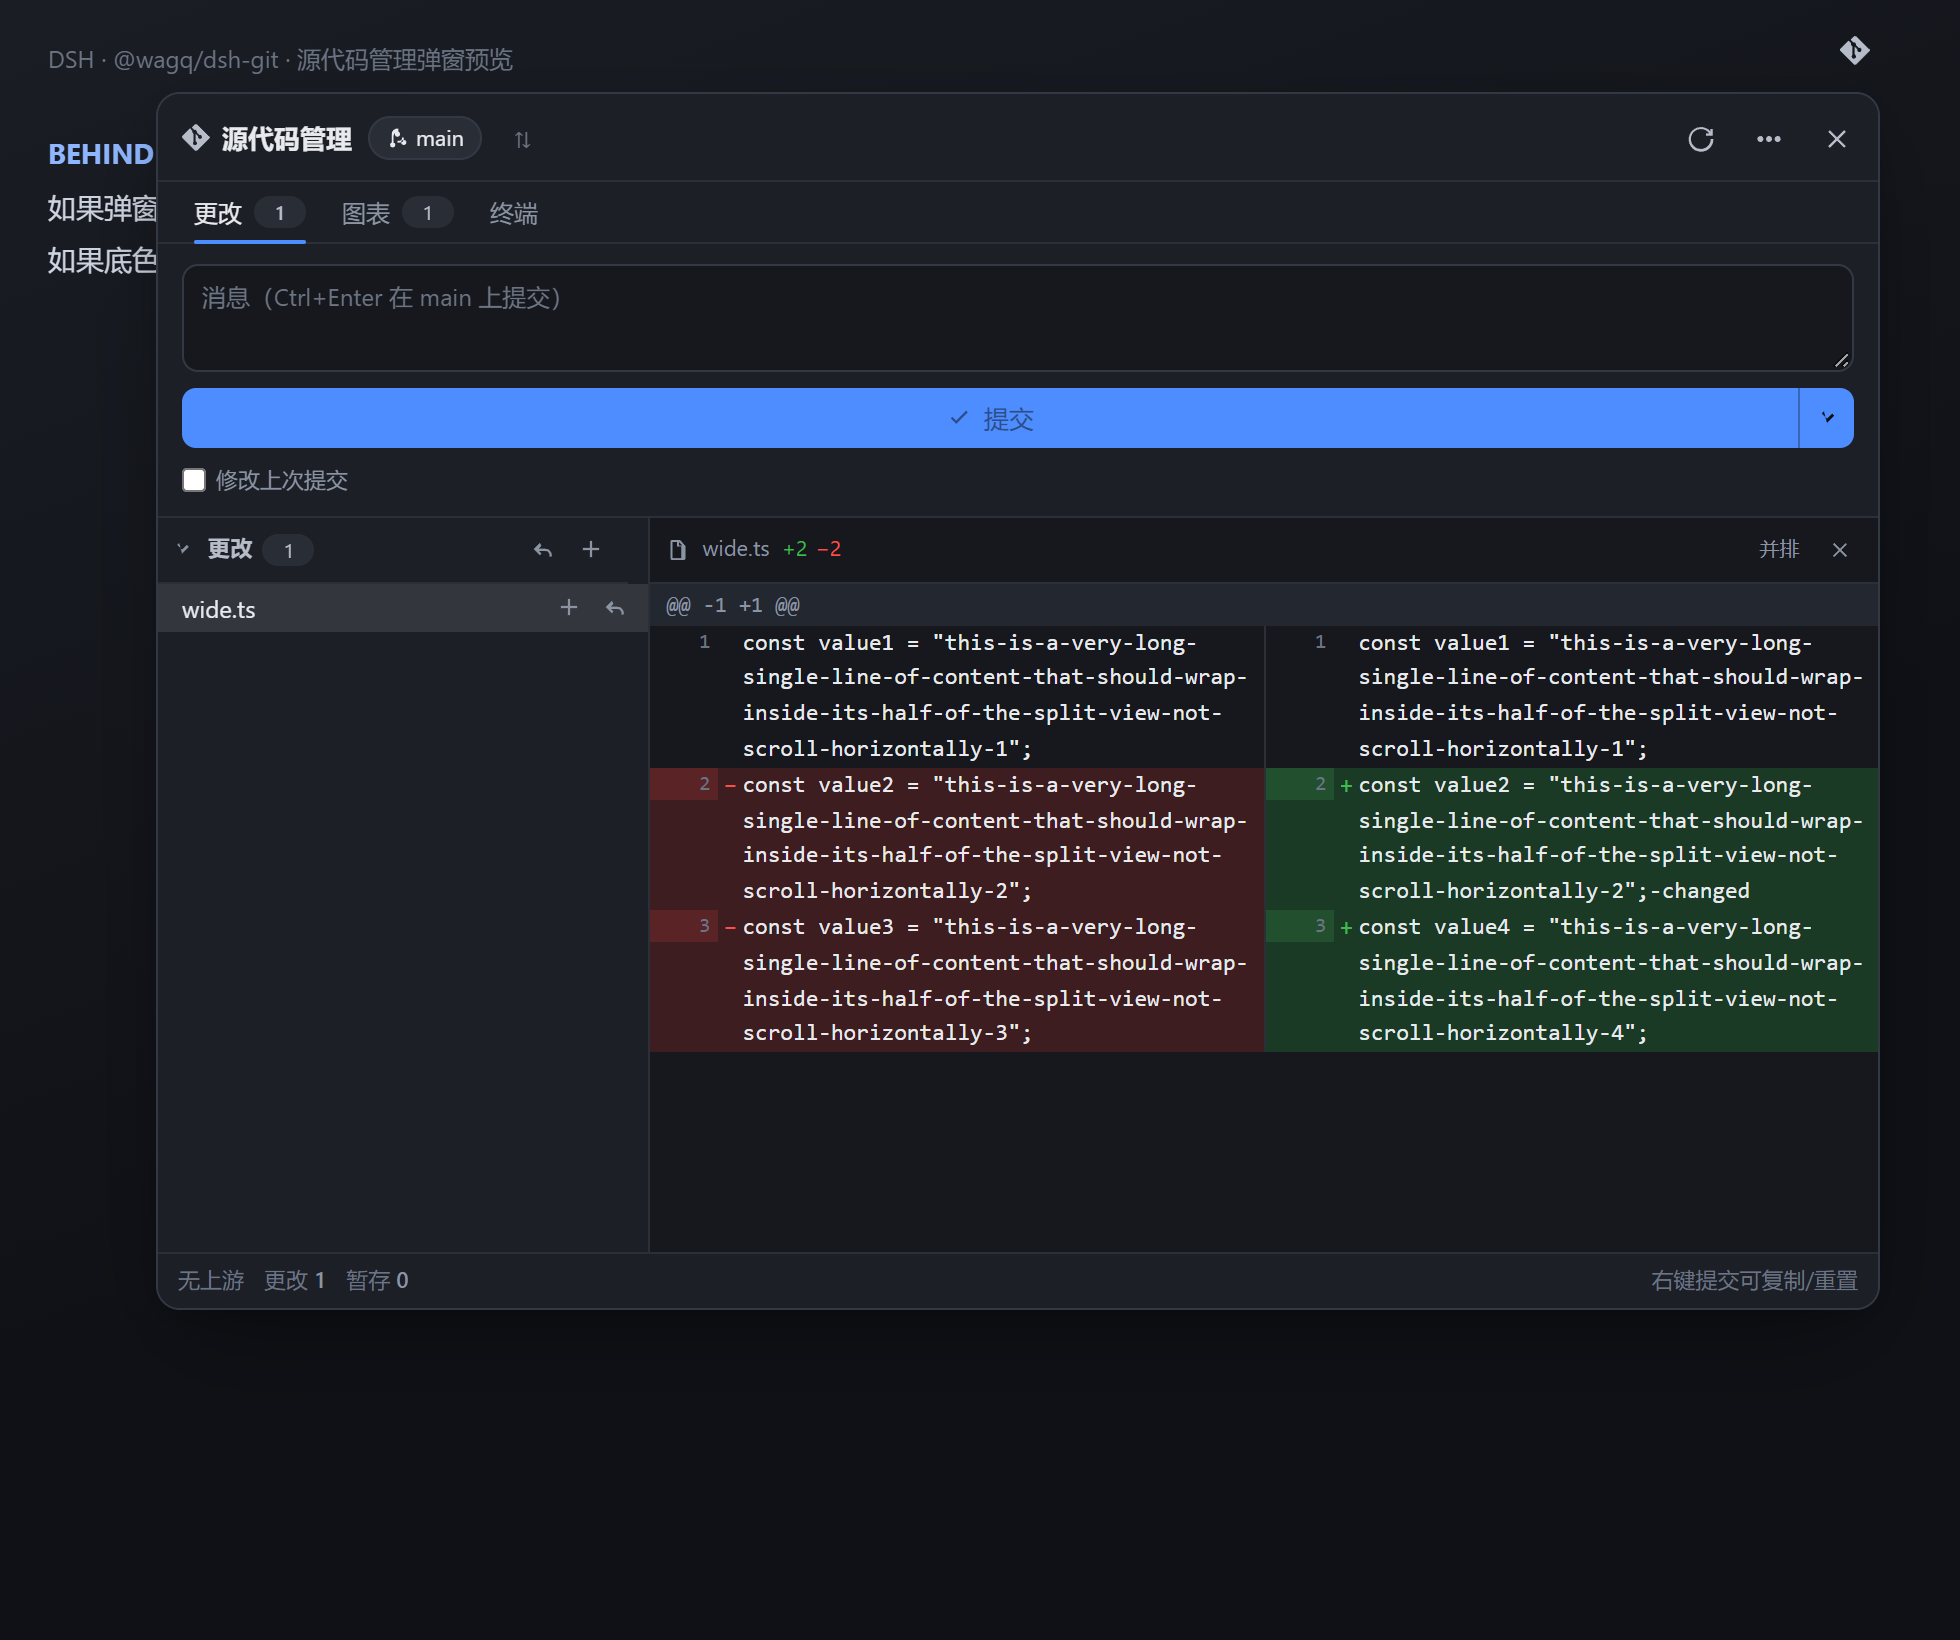 DSH · @wagq/dsh-git · 源代码管理弹窗预览
BEHIND
如果弹窗
如果底色
源代码管理 main
更改 1 图表 1 终端
消息（Ctrl+Enter 在 main 上提交）
提交
修改上次提交
更改 1
wide.ts
wide.ts +2 −2 并排
@@ -1 +1 @@
1 const value1 = "this-is-a-very-long-
single-line-of-content-that-should-wrap-
inside-its-half-of-the-split-view-not-
scroll-horizontally-1";
2 − const value2 = "this-is-a-very-long-
single-line-of-content-that-should-wrap-
inside-its-half-of-the-split-view-not-
scroll-horizontally-2";
3 − const value3 = "this-is-a-very-long-
single-line-of-content-that-should-wrap-
inside-its-half-of-the-split-view-not-
scroll-horizontally-3";
1 const value1 = "this-is-a-very-long-
single-line-of-content-that-should-wrap-
inside-its-half-of-the-split-view-not-
scroll-horizontally-1";
2 + const value2 = "this-is-a-very-long-
single-line-of-content-that-should-wrap-
inside-its-half-of-the-split-view-not-
scroll-horizontally-2";-changed
3 + const value4 = "this-is-a-very-long-
single-line-of-content-that-should-wrap-
inside-its-half-of-the-split-view-not-
scroll-horizontally-4";
无上游 更改 1 暂存 0
右键提交可复制/重置